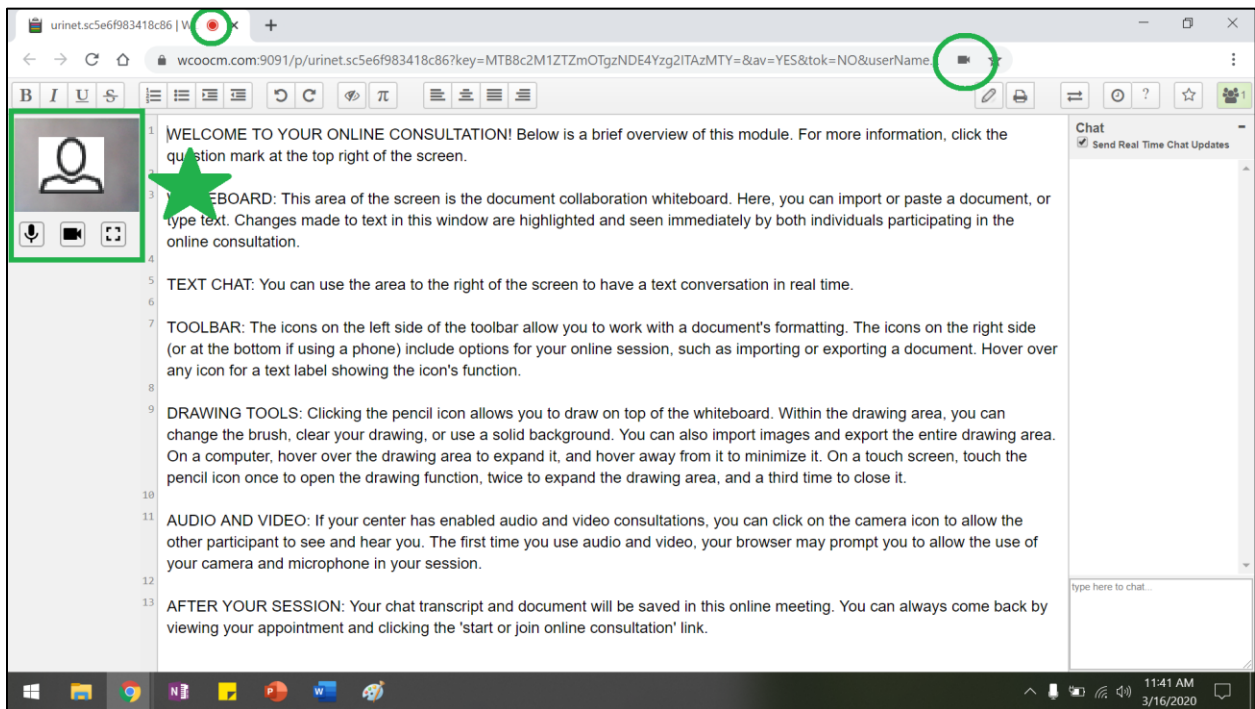 urinet.sc5e6f983418c86 | W
wcoocm.com:9091/p/urinet.sc5e6f983418c86?key=MTB8c2M1ZTZmOTgzNDE4Yzg2ITAzMTY=&av=YES&tok=NO&userName.
B I U S π ?
1
Chat
Send Real Time Chat Updates
1 WELCOME TO YOUR ONLINE CONSULTATION! Below is a brief overview of this module. For more information, click the
question mark at the top right of the screen.
2
3 BOARD: This area of the screen is the document collaboration whiteboard. Here, you can import or paste a document, or
type text. Changes made to text in this window are highlighted and seen immediately by both individuals participating in the
online consultation.
4
5 TEXT CHAT: You can use the area to the right of the screen to have a text conversation in real time.
6
7 TOOLBAR: The icons on the left side of the toolbar allow you to work with a document's formatting. The icons on the right side
(or at the bottom if using a phone) include options for your online session, such as importing or exporting a document. Hover over
any icon for a text label showing the icon's function.
8
9 DRAWING TOOLS: Clicking the pencil icon allows you to draw on top of the whiteboard. Within the drawing area, you can
change the brush, clear your drawing, or use a solid background. You can also import images and export the entire drawing area.
On a computer, hover over the drawing area to expand it, and hover away from it to minimize it. On a touch screen, touch the
pencil icon once to open the drawing function, twice to expand the drawing area, and a third time to close it.
10
11 AUDIO AND VIDEO: If your center has enabled audio and video consultations, you can click on the camera icon to allow the
other participant to see and hear you. The first time you use audio and video, your browser may prompt you to allow the use of
your camera and microphone in your session.
12
13 AFTER YOUR SESSION: Your chat transcript and document will be saved in this online meeting. You can always come back by
viewing your appointment and clicking the 'start or join online consultation' link.
type here to chat...
11:41 AM
3/16/2020